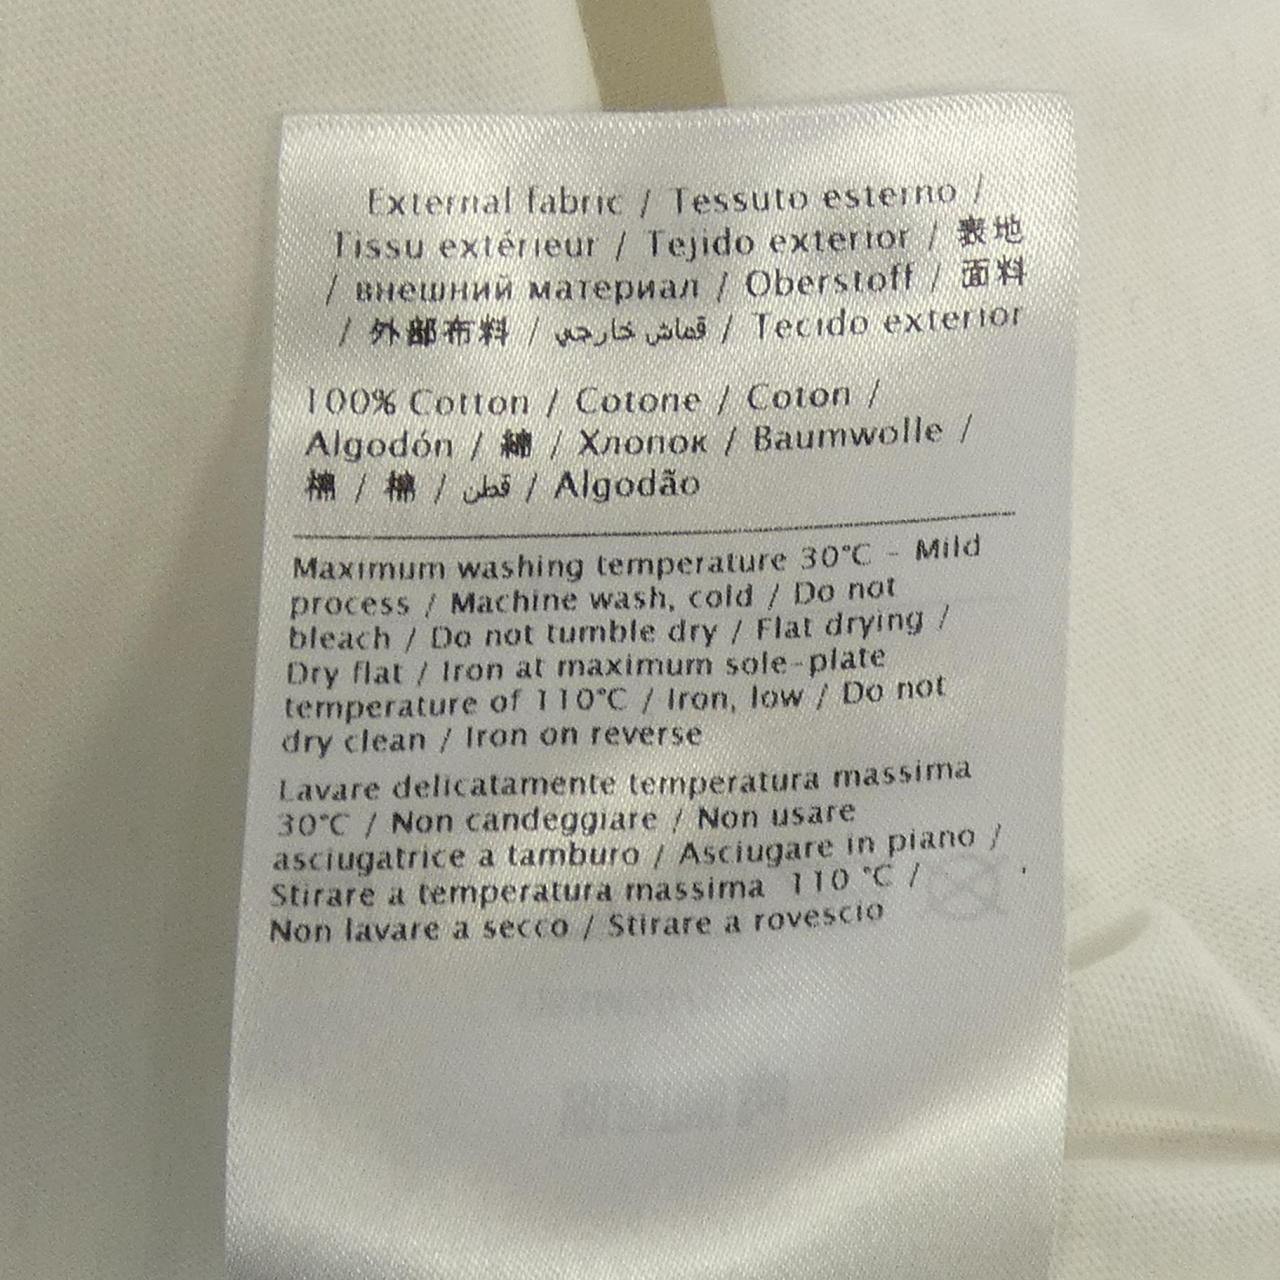 External fabric / Tessuto esterno /
Tissu extérieur / Tejido exterior / 表地
/ внешний материал / Oberstoff / 面料
/ 外部布料 / قماش خارجي / Tecido exterior
100% Cotton / Cotone / Coton /
Algodón / 綿 / Хлопок / Baumwolle /
棉 / 棉 / قطن / Algodão
Maximum washing temperature 30°C - Mild
process / Machine wash, cold / Do not
bleach / Do not tumble dry / Flat drying /
Dry flat / Iron at maximum sole-plate
temperature of 110°C / Iron, low / Do not
dry clean / Iron on reverse
Lavare delicatamente temperatura massima
30°C / Non candeggiare / Non usare
asciugatrice a tamburo / Asciugare in piano /
Stirare a temperatura massima 110 °C /
Non lavare a secco / Stirare a rovescio